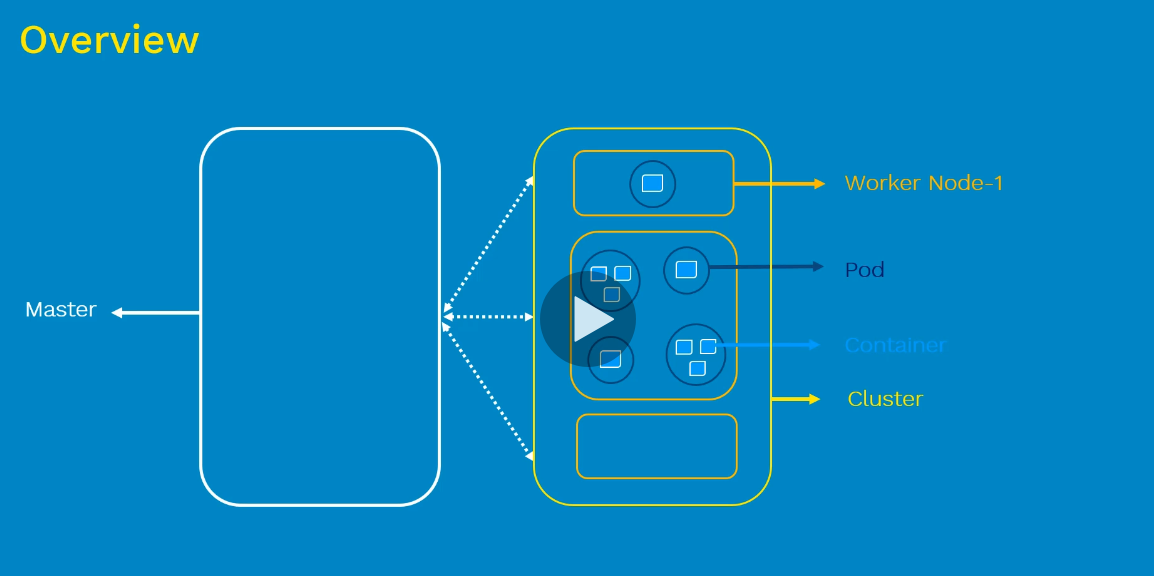 Overview
Worker Node-1
Pod
Master
Container
Cluster